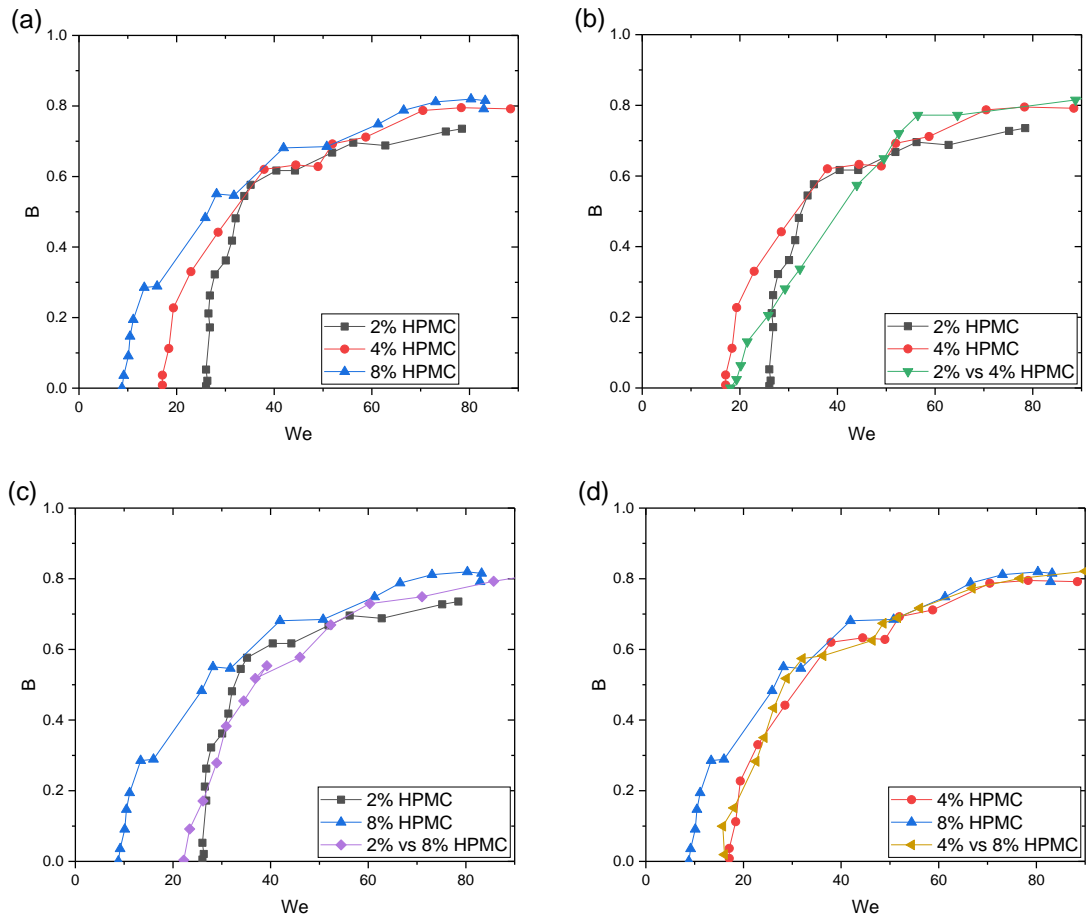 (a)
1.0
0.8
0.6
0.4
0.2
0.0
B
0 20 40 60 80
We
2% HPMC
4% HPMC
8% HPMC
(b)
1.0
0.8
0.6
0.4
0.2
0.0
B
0 20 40 60 80
We
2% HPMC
4% HPMC
2% vs 4% HPMC
(c)
1.0
0.8
0.6
0.4
0.2
0.0
B
0 20 40 60 80
We
2% HPMC
8% HPMC
2% vs 8% HPMC
(d)
1.0
0.8
0.6
0.4
0.2
0.0
B
0 20 40 60 80
We
4% HPMC
8% HPMC
4% vs 8% HPMC